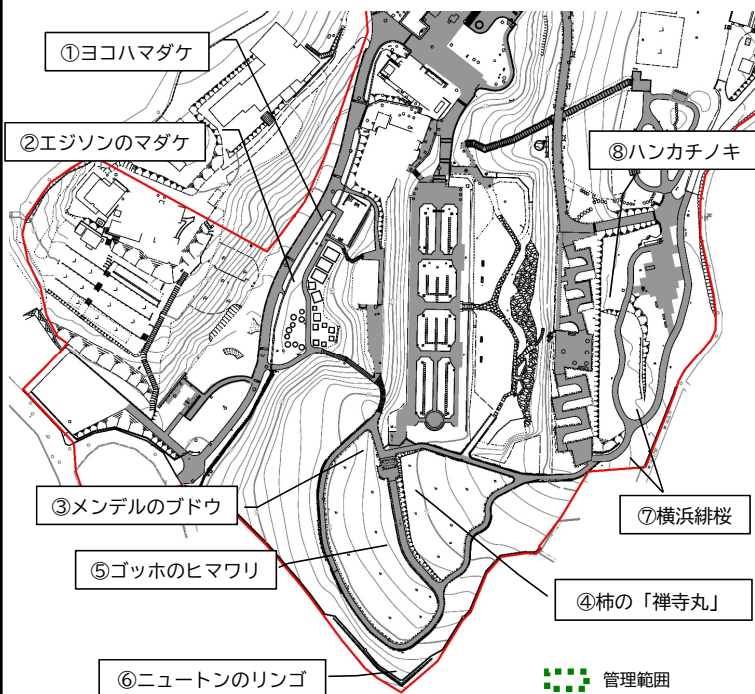 ①ヨコハマダケ
②エジソンのマダケ
⑧ハンカチノキ
③メンデルのブドウ
⑦横浜緋桜
⑤ゴッホのヒマワリ
④柿の「禅寺丸」
⑥ニュートンのリンゴ
管理範囲